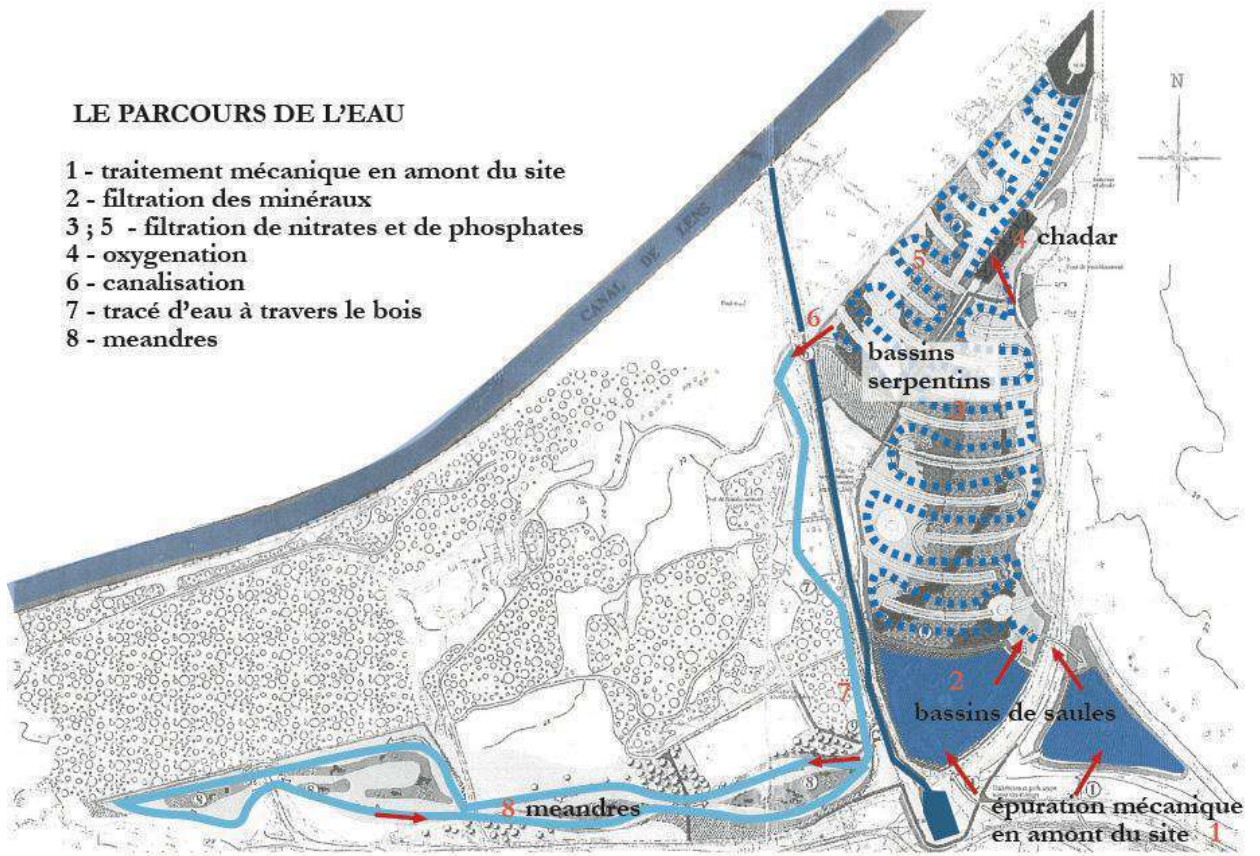 LE PARCOURS DE L'EAU
1 - traitement mécanique en amont du site
2 - filtration des minéraux
3 ; 5 - filtration de nitrates et de phosphates
4 - oxygenation
6 - canalisation
7 - tracé d'eau à travers le bois
8 - meandres
N
CANAL DE LENS
4 chadar
5
6
bassins
serpentins
3
7
2
bassins de saules
8 meandres
épuration mécanique
en amont du site 1